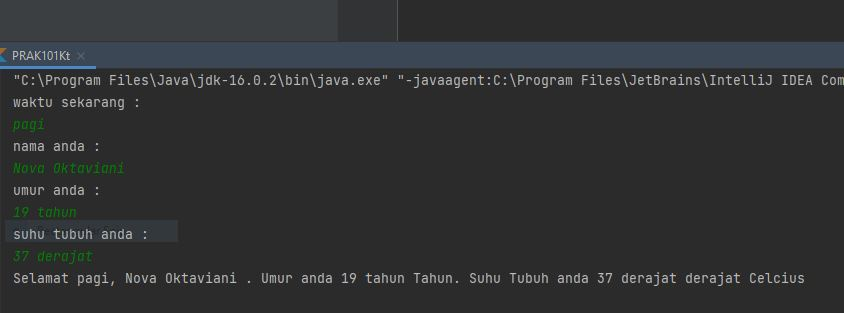 PRAK101Kt
"C:\Program Files\Java\jdk-16.0.2\bin\java.exe" "-javaagent:C:\Program Files\JetBrains\IntelliJ IDEA Com
waktu sekarang :
pagi
nama anda :
Nova Oktaviani
umur anda :
19 tahun
suhu tubuh anda :
37 derajat
Selamat pagi, Nova Oktaviani . Umur anda 19 tahun Tahun. Suhu Tubuh anda 37 derajat derajat Celcius